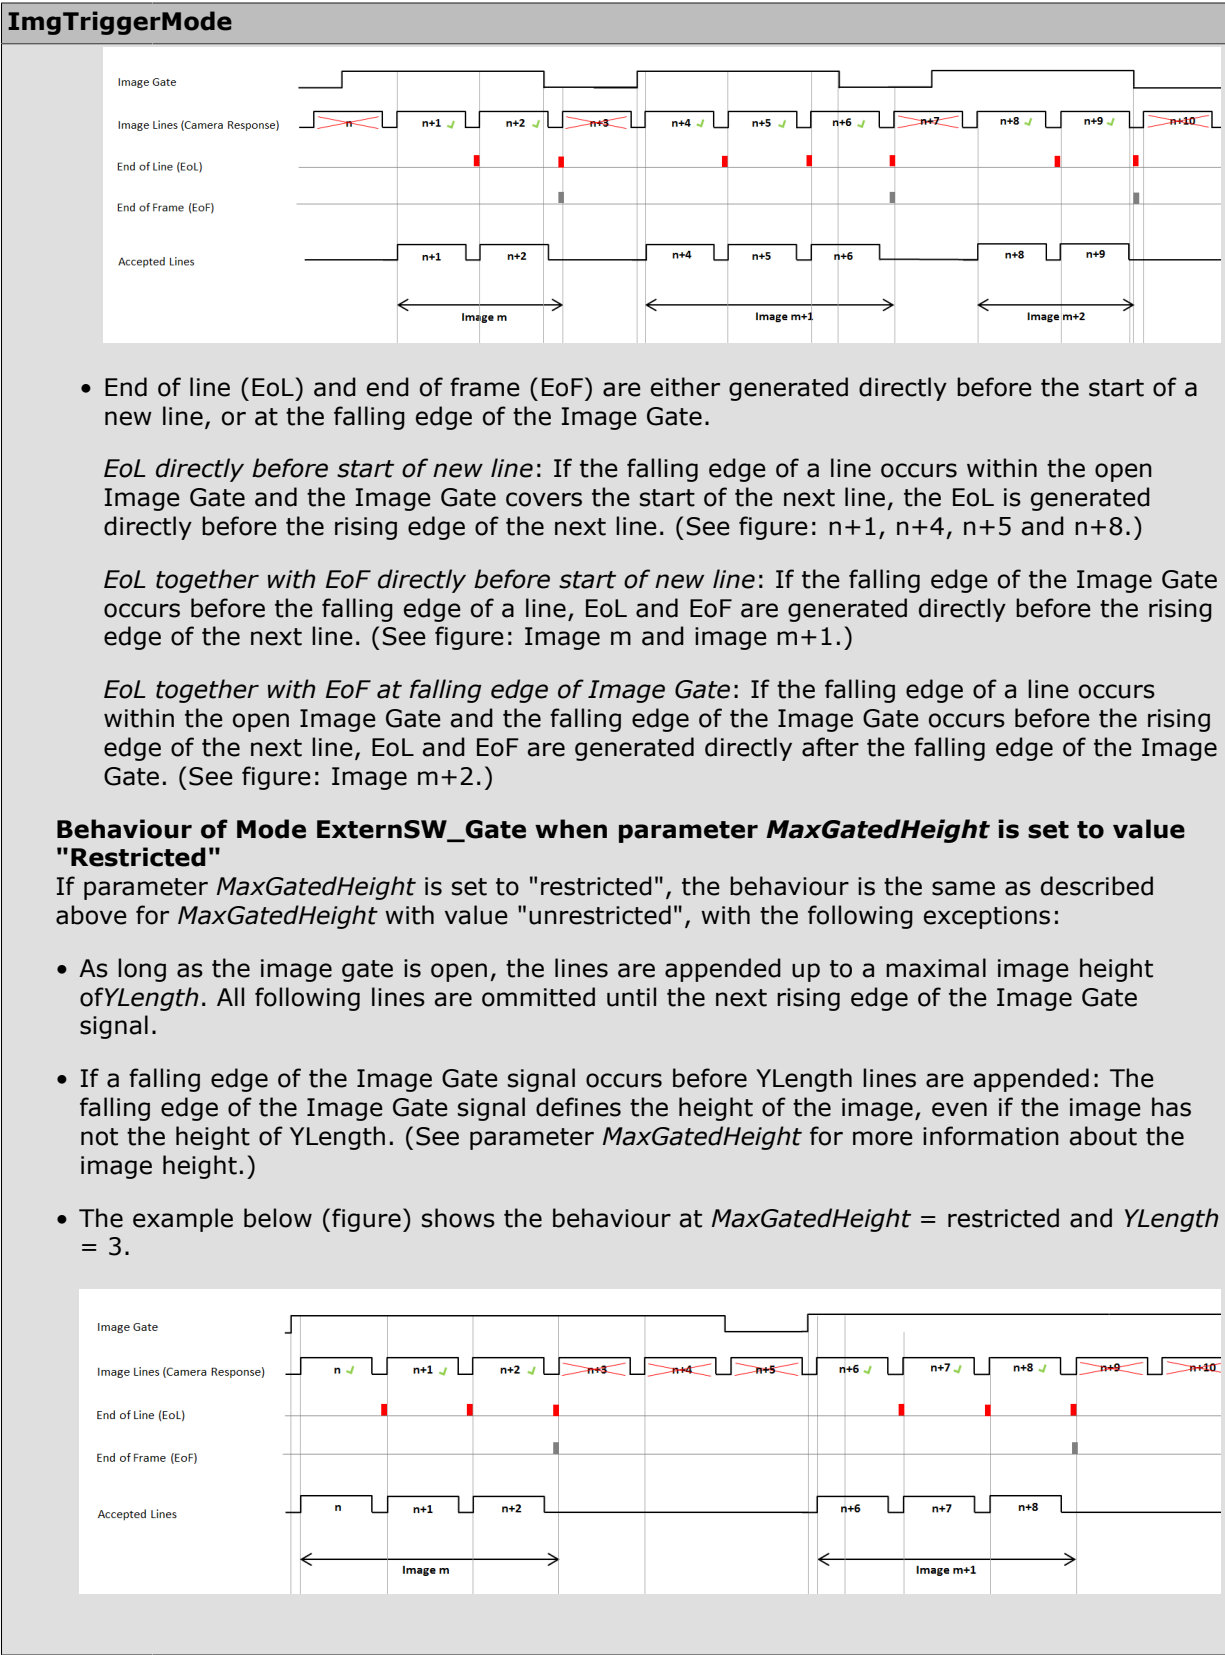 ImgTriggerMode
Image Gate
Image Lines (Camera Response)
n n+1 n+2 n+3 n+4 n+5 n+6 n+7 n+8 n+9 n+10
End of Line (EoL)
End of Frame (EoF)
Accepted Lines
n+1 n+2 n+4 n+5 n+6 n+8 n+9
Image m Image m+1 Image m+2
• End of line (EoL) and end of frame (EoF) are either generated directly before the start of a
new line, or at the falling edge of the Image Gate.
EoL directly before start of new line: If the falling edge of a line occurs within the open
Image Gate and the Image Gate covers the start of the next line, the EoL is generated
directly before the rising edge of the next line. (See figure: n+1, n+4, n+5 and n+8.)
EoL together with EoF directly before start of new line: If the falling edge of the Image Gate
occurs before the falling edge of a line, EoL and EoF are generated directly before the rising
edge of the next line. (See figure: Image m and image m+1.)
EoL together with EoF at falling edge of Image Gate: If the falling edge of a line occurs
within the open Image Gate and the falling edge of the Image Gate occurs before the rising
edge of the next line, EoL and EoF are generated directly after the falling edge of the Image
Gate. (See figure: Image m+2.)
Behaviour of Mode ExternSW_Gate when parameter MaxGatedHeight is set to value
"Restricted"
If parameter MaxGatedHeight is set to "restricted", the behaviour is the same as described
above for MaxGatedHeight with value "unrestricted", with the following exceptions:
• As long as the image gate is open, the lines are appended up to a maximal image height
ofYLength. All following lines are ommitted until the next rising edge of the Image Gate
signal.
• If a falling edge of the Image Gate signal occurs before YLength lines are appended: The
falling edge of the Image Gate signal defines the height of the image, even if the image has
not the height of YLength. (See parameter MaxGatedHeight for more information about the
image height.)
• The example below (figure) shows the behaviour at MaxGatedHeight = restricted and YLength
= 3.
Image Gate
Image Lines (Camera Response)
n n+1 n+2 n+3 n+4 n+5 n+6 n+7 n+8 n+9 n+10
End of Line (EoL)
End of Frame (EoF)
Accepted Lines
n n+1 n+2 n+6 n+7 n+8
Image m Image m+1